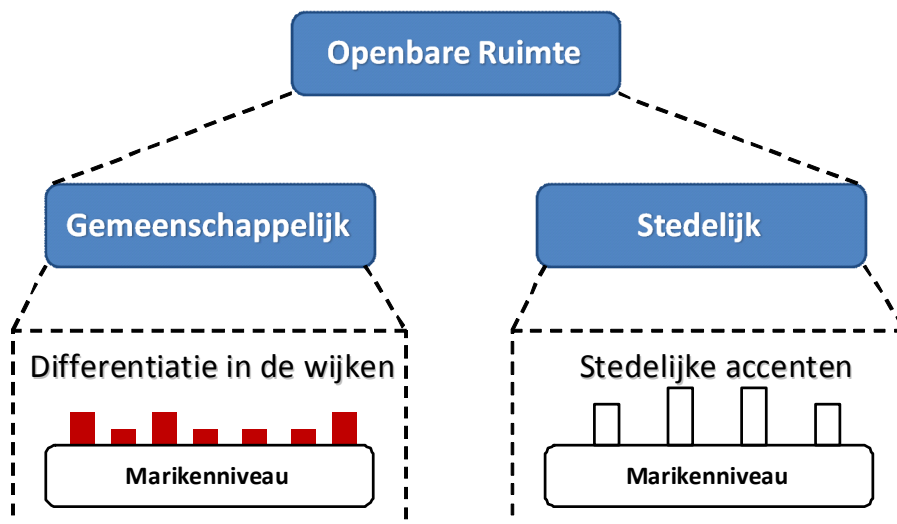 Openbare Ruimte
Gemeenschappelijk
Stedelijk
Differentiatie in de wijken
Stedelijke accenten
Marikenniveau
Marikenniveau